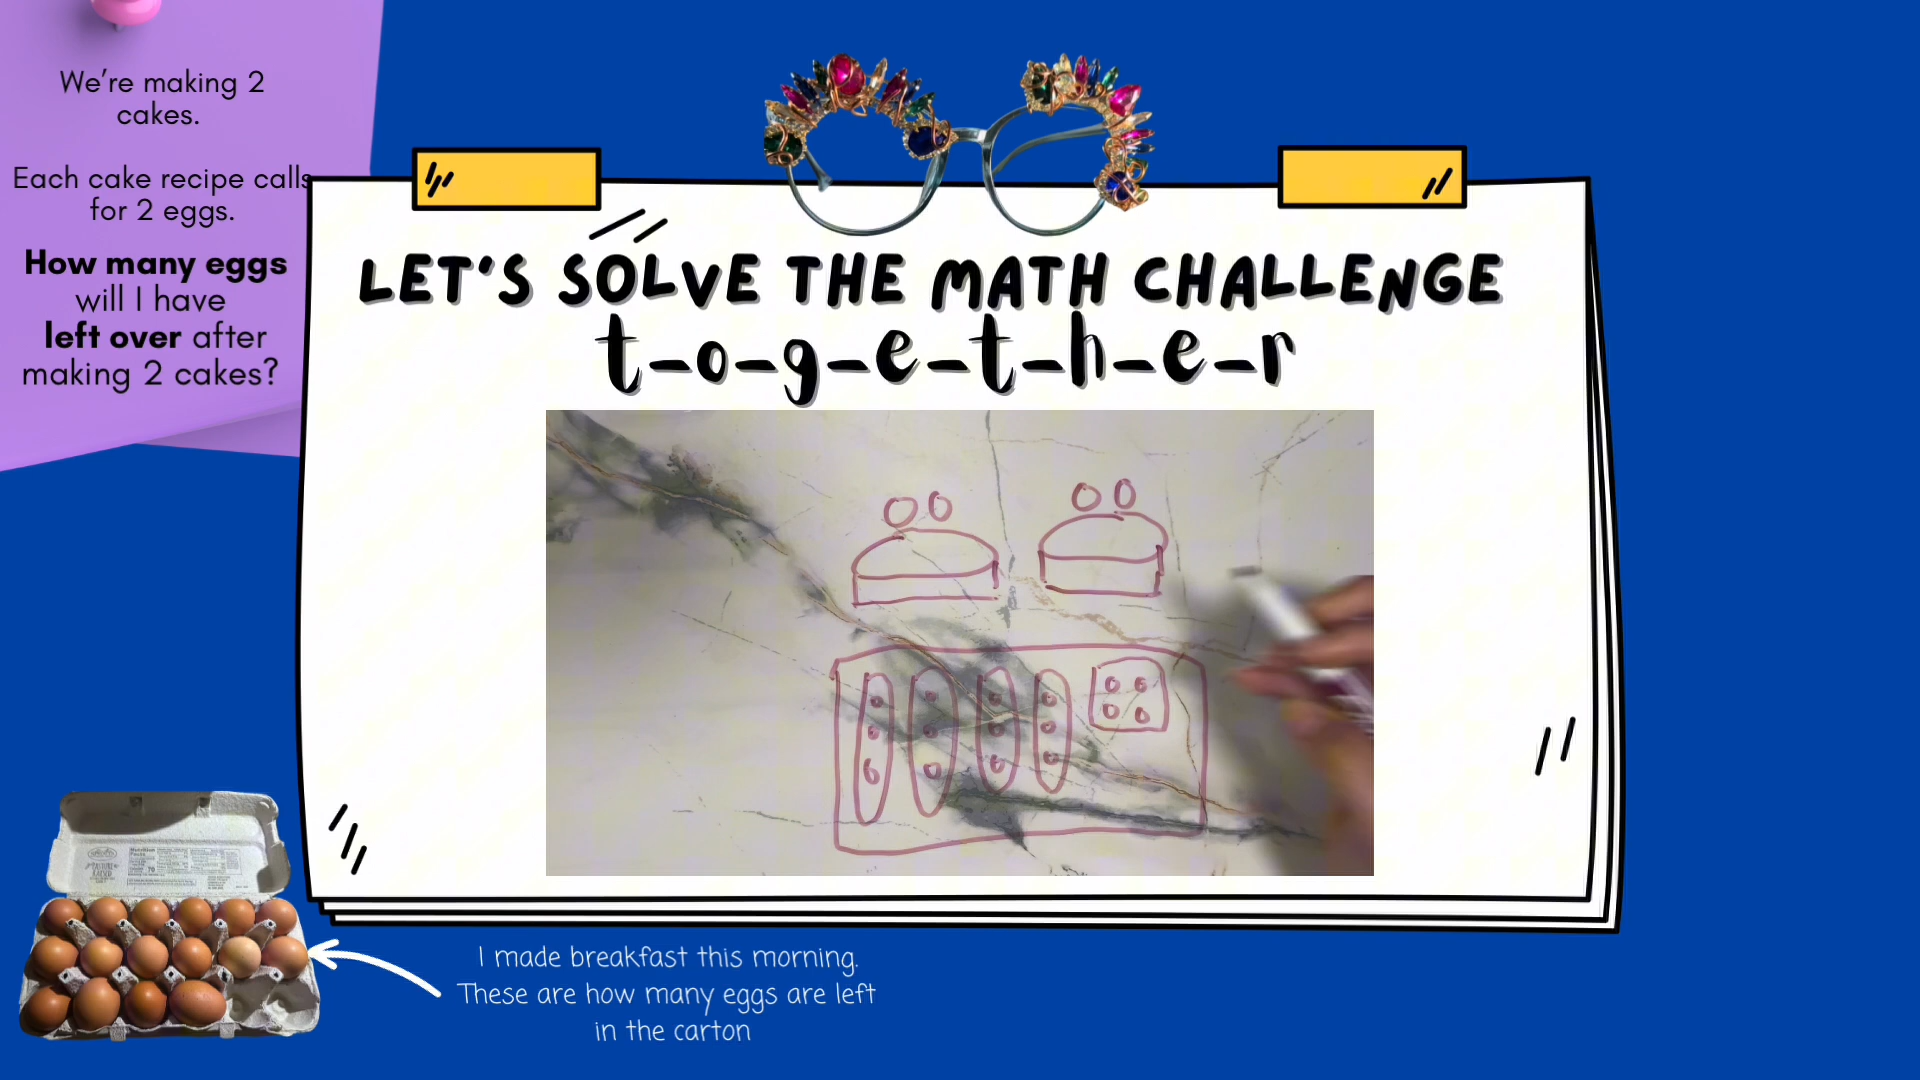 We're making 2
cakes.
Each cake recipe calls
for 2 eggs.
How many eggs
will I have
left over after
making 2 cakes?
LET'S SOLVE THE MATH CHALLENGE
t-o-g-e-t-h-e-r
I made breakfast this morning.
These are how many eggs are left
in the carton